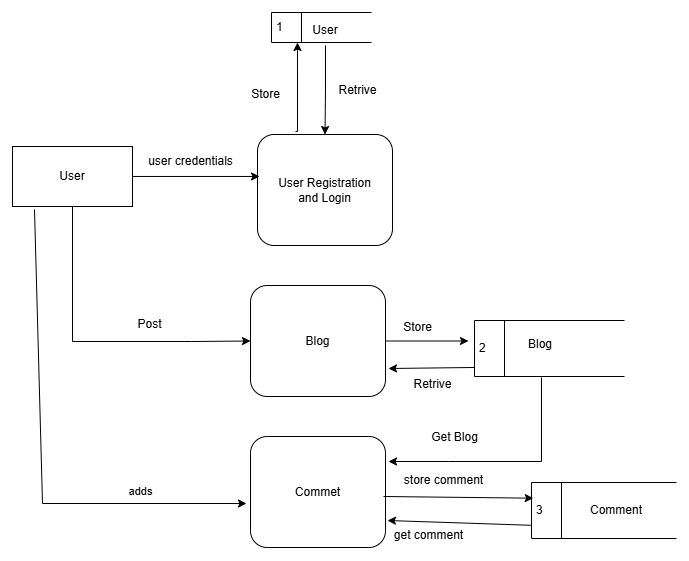 1
User
Store
Retrive
user credentials
User
User Registration
and Login
Post
Blog
Store
2
Blog
Retrive
Get Blog
Commet
store comment
adds
3
Comment
get comment